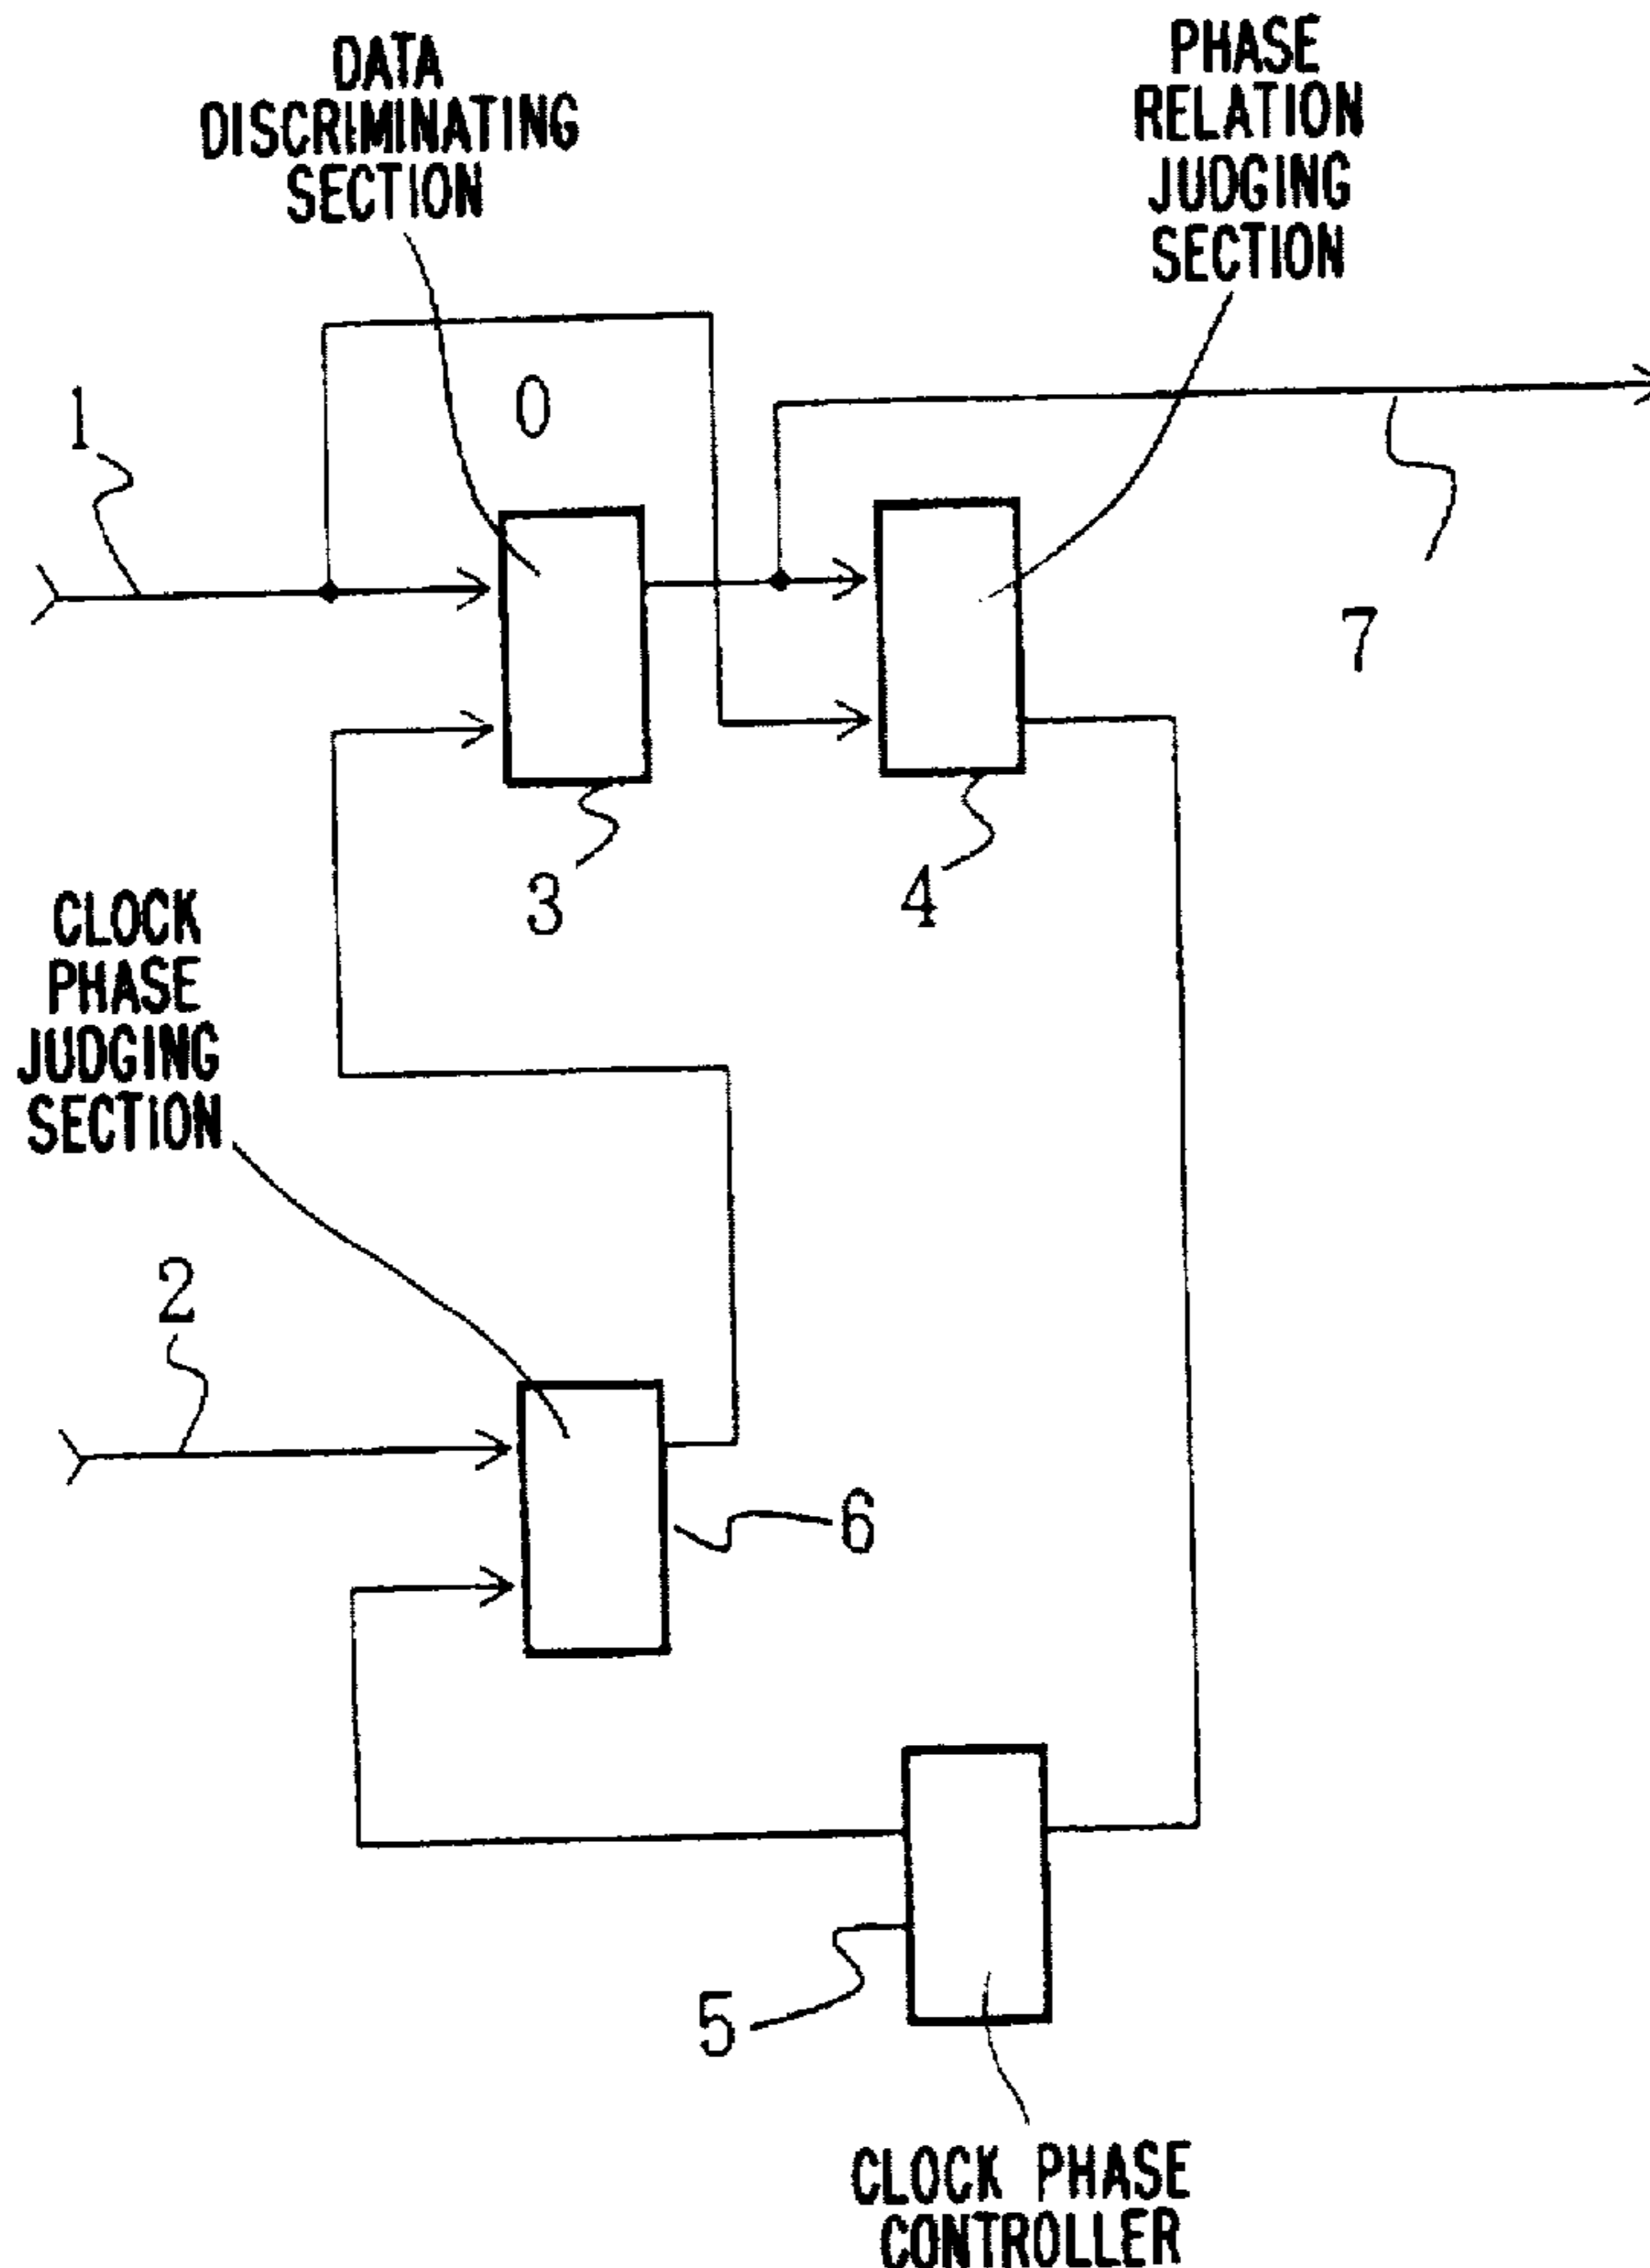 DATA
DISCRIMINATING
SECTION
PHASE
RELATION
JUDGING
SECTION
0
1
7
3
4
CLOCK
PHASE
JUDGING
SECTION
2
6
5
CLOCK PHASE
CONTROLLER